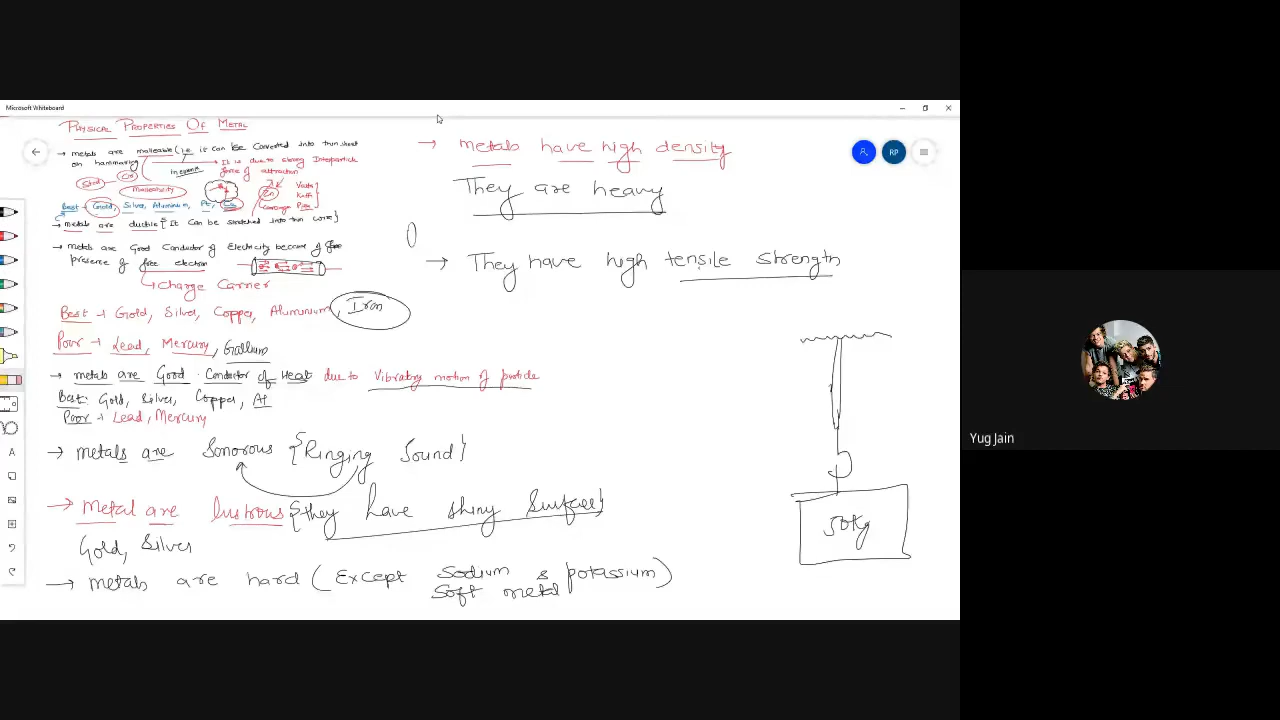 Microsoft Whiteboard
PHYSICAL PROPERTIES OF METAL
→ metals are malleable (i.e it can be Converted into thin sheet
on hammering
→ It is due to strong Interparticle
force of attraction
Malleability
Best → Gold, Silver, Aluminium, Pt,
→ metals are ductile {It Can be stretched into thin wire}
→ metals are Good Conductor of Electricity because of free
presence of free electron
→ Charge Carrier
Best → Gold, Silver, Copper, Aluminium, Iron
Poor → Lead, Mercury, Gallium
→ metals are Good Conductor of Heat due to Vibratory motion of particle
Best: Gold, Silver, Copper, Al
Poor → Lead, Mercury
→ metals are Sonorous {Ringing Sound}
→ Metal are lustrous {they have shiny Surface}
Gold, Silver
→ metals are hard (Except Sodium & potassium)
Soft metal
→ metals have high density
They are heavy
→ They have high tensile strength
50kg
RP
A
Yug Jain